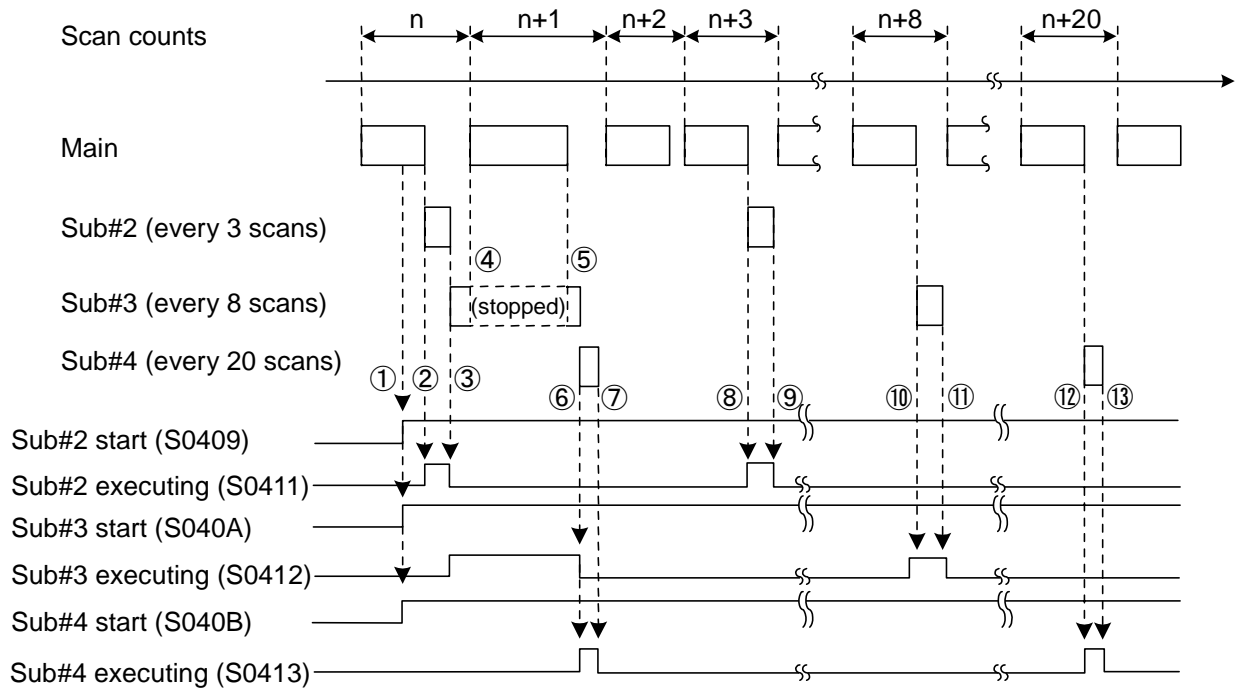 n n+1 n+2 n+3 n+8 n+20
Scan counts
Main
Sub#2 (every 3 scans)
④ ⑤
Sub#3 (every 8 scans) (stopped)
Sub#4 (every 20 scans)
① ② ③ ⑥ ⑦ ⑧ ⑨ ⑩ ⑪ ⑫ ⑬
Sub#2 start (S0409)
Sub#2 executing (S0411)
Sub#3 start (S040A)
Sub#3 executing (S0412)
Sub#4 start (S040B)
Sub#4 executing (S0413)